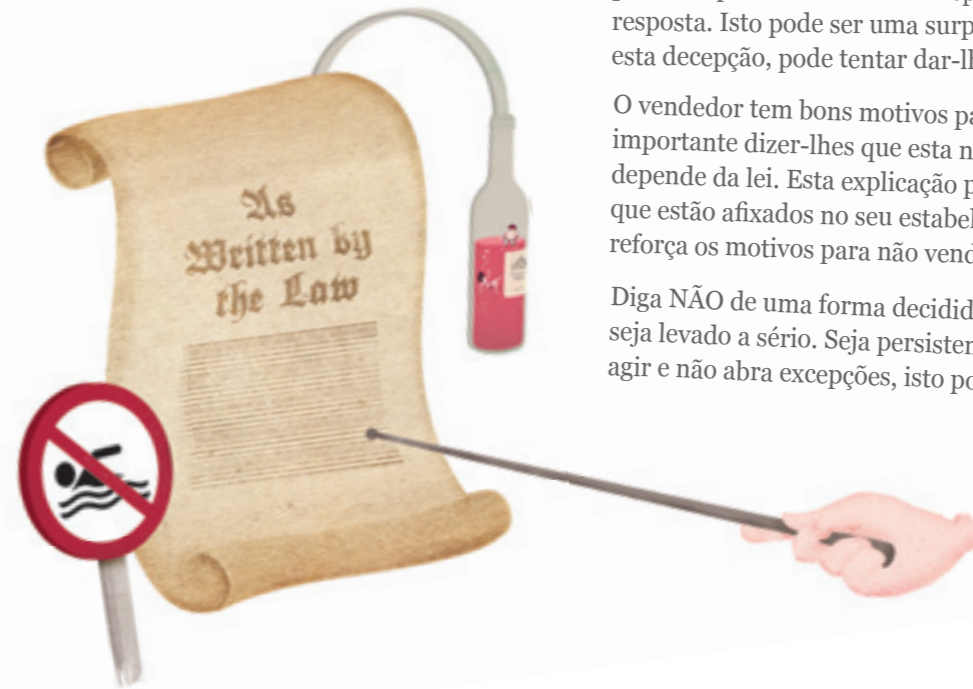 As
Written by
the Law
resposta. Isto pode ser uma surp
esta decepção, pode tentar dar-lh
O vendedor tem bons motivos pa
importante dizer-lhes que esta n
depende da lei. Esta explicação p
que estão afixados no seu estabel
reforça os motivos para não vend
Diga NÃO de uma forma decidid
seja levado a sério. Seja persisten
agir e não abra excepções, isto po